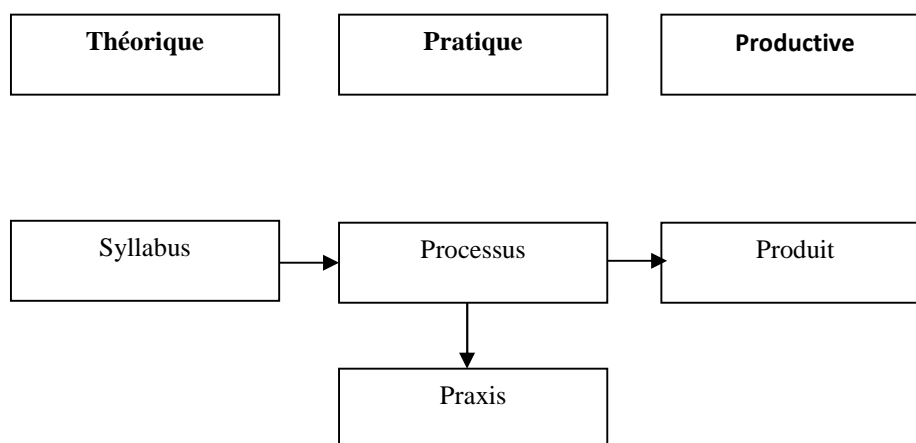 Théorique
Pratique
Productive
Syllabus
Processus
Produit
Praxis